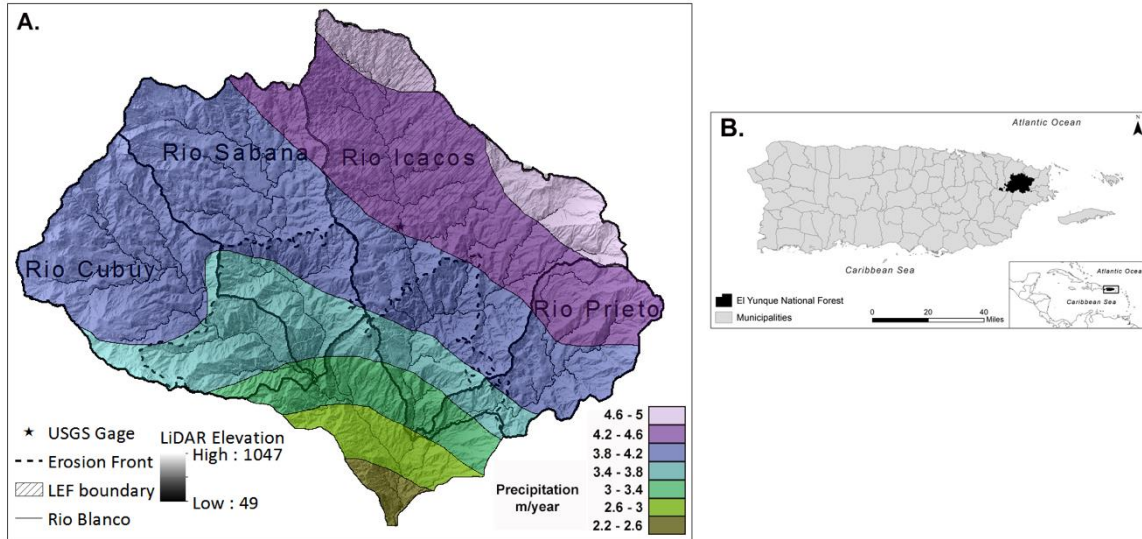 A.
Rio Sabana
Rio Icacos
Rio Cubuy
Rio Prieto
★ USGS Gage
Erosion Front
LEF boundary
Rio Blanco
LiDAR Elevation
High : 1047
Low : 49
Precipitation
m/year
4.6 - 5
4.2 - 4.6
3.8 - 4.2
3.4 - 3.8
3 - 3.4
2.6 - 3
2.2 - 2.6
B.
Atlantic Ocean
N
Caribbean Sea
El Yunque National Forest
Municipalities
0 20 40
Miles
Atlantic Ocean
Caribbean Sea